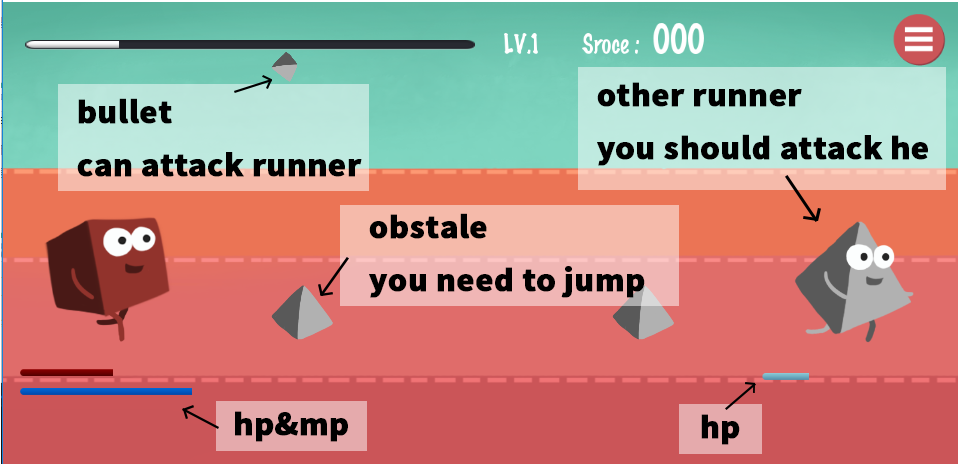 LV.1 Sroce : 000
bullet
can attack runner
other runner
you should attack he
obstale
you need to jump
hp&mp
hp